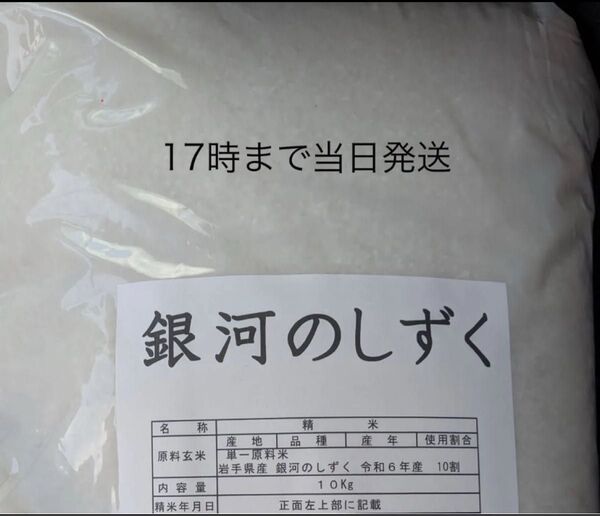 17時まで当日発送
銀河のしずく
名 称 精 米
産 地 品 種 産 年 使用割合
原料玄米 単一原料米
岩手県産 銀河のしずく 令和6年産 10割
内 容 量 10Kg
精米年月日 正面左上部に記載